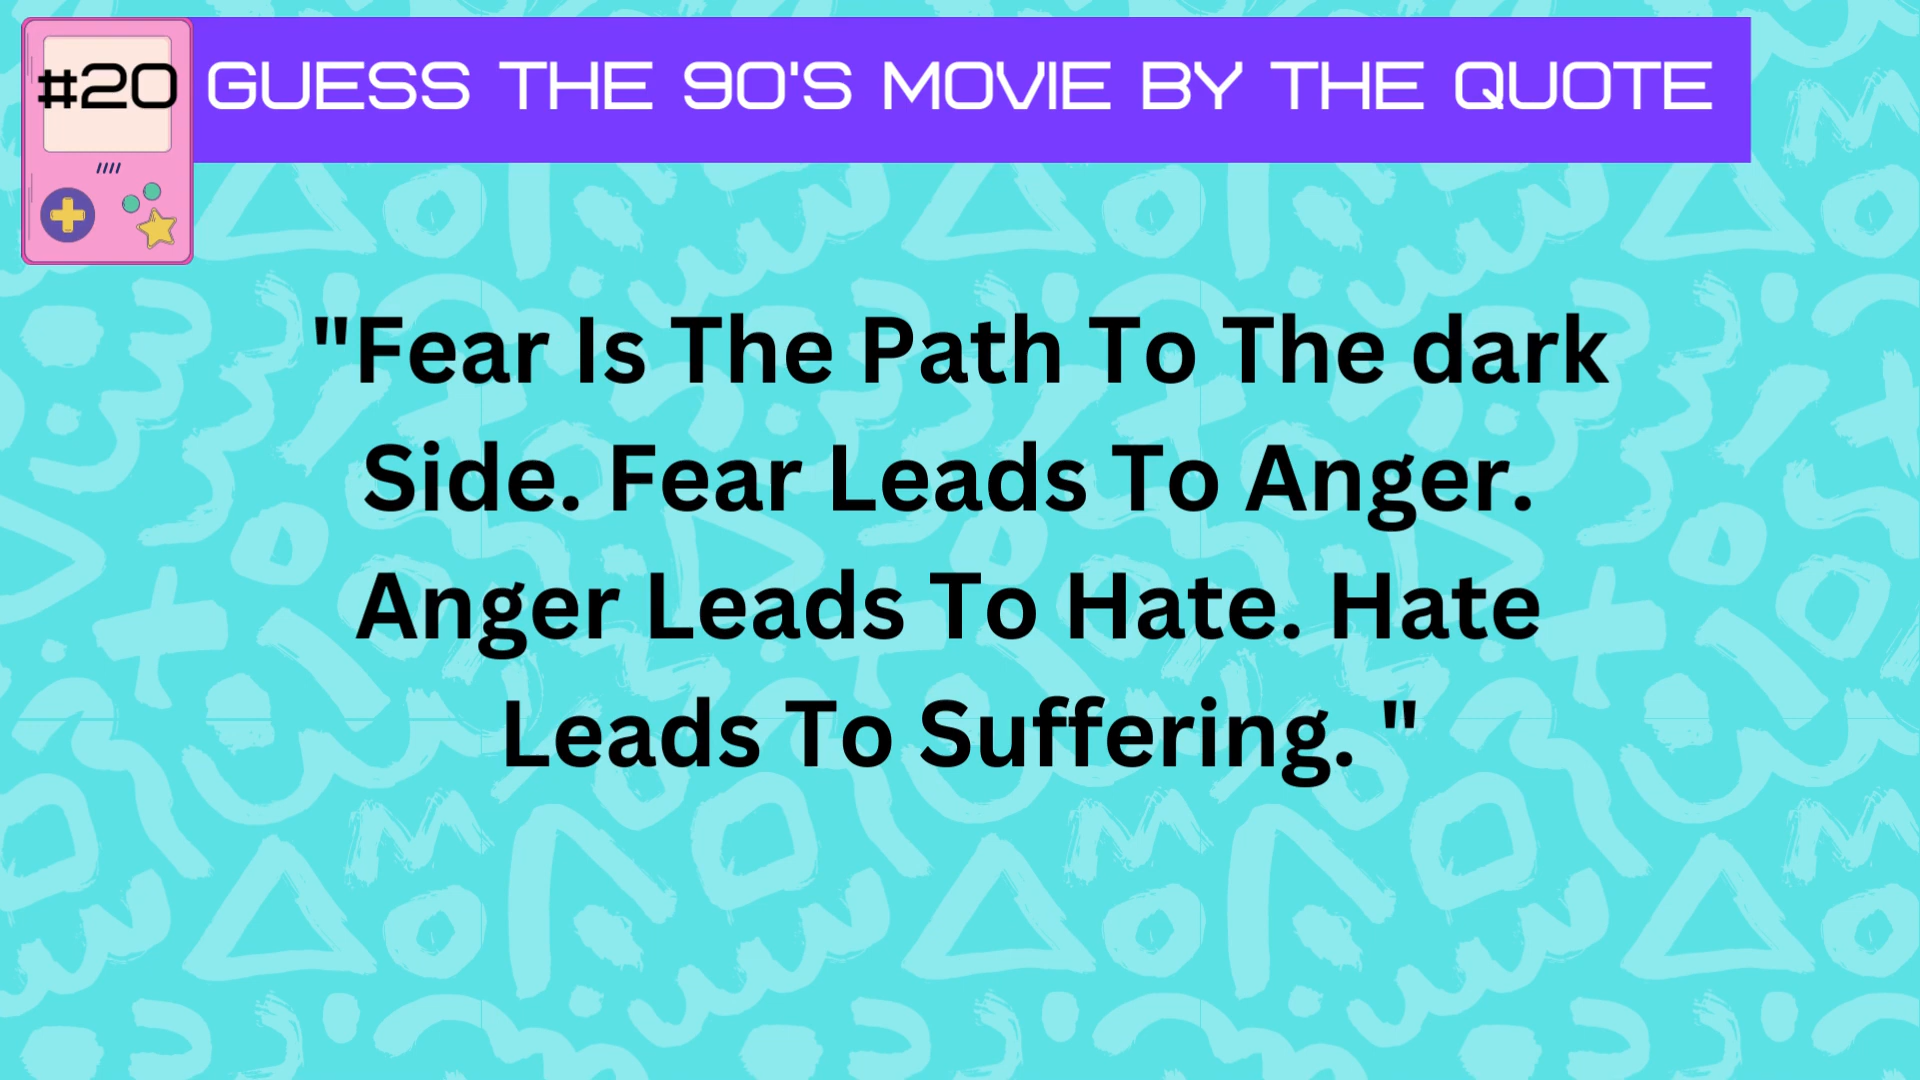 #20 GUESS THE 90'S MOVIE BY THE QUOTE
"Fear Is The Path To The dark
Side. Fear Leads To Anger.
Anger Leads To Hate. Hate
Leads To Suffering. "